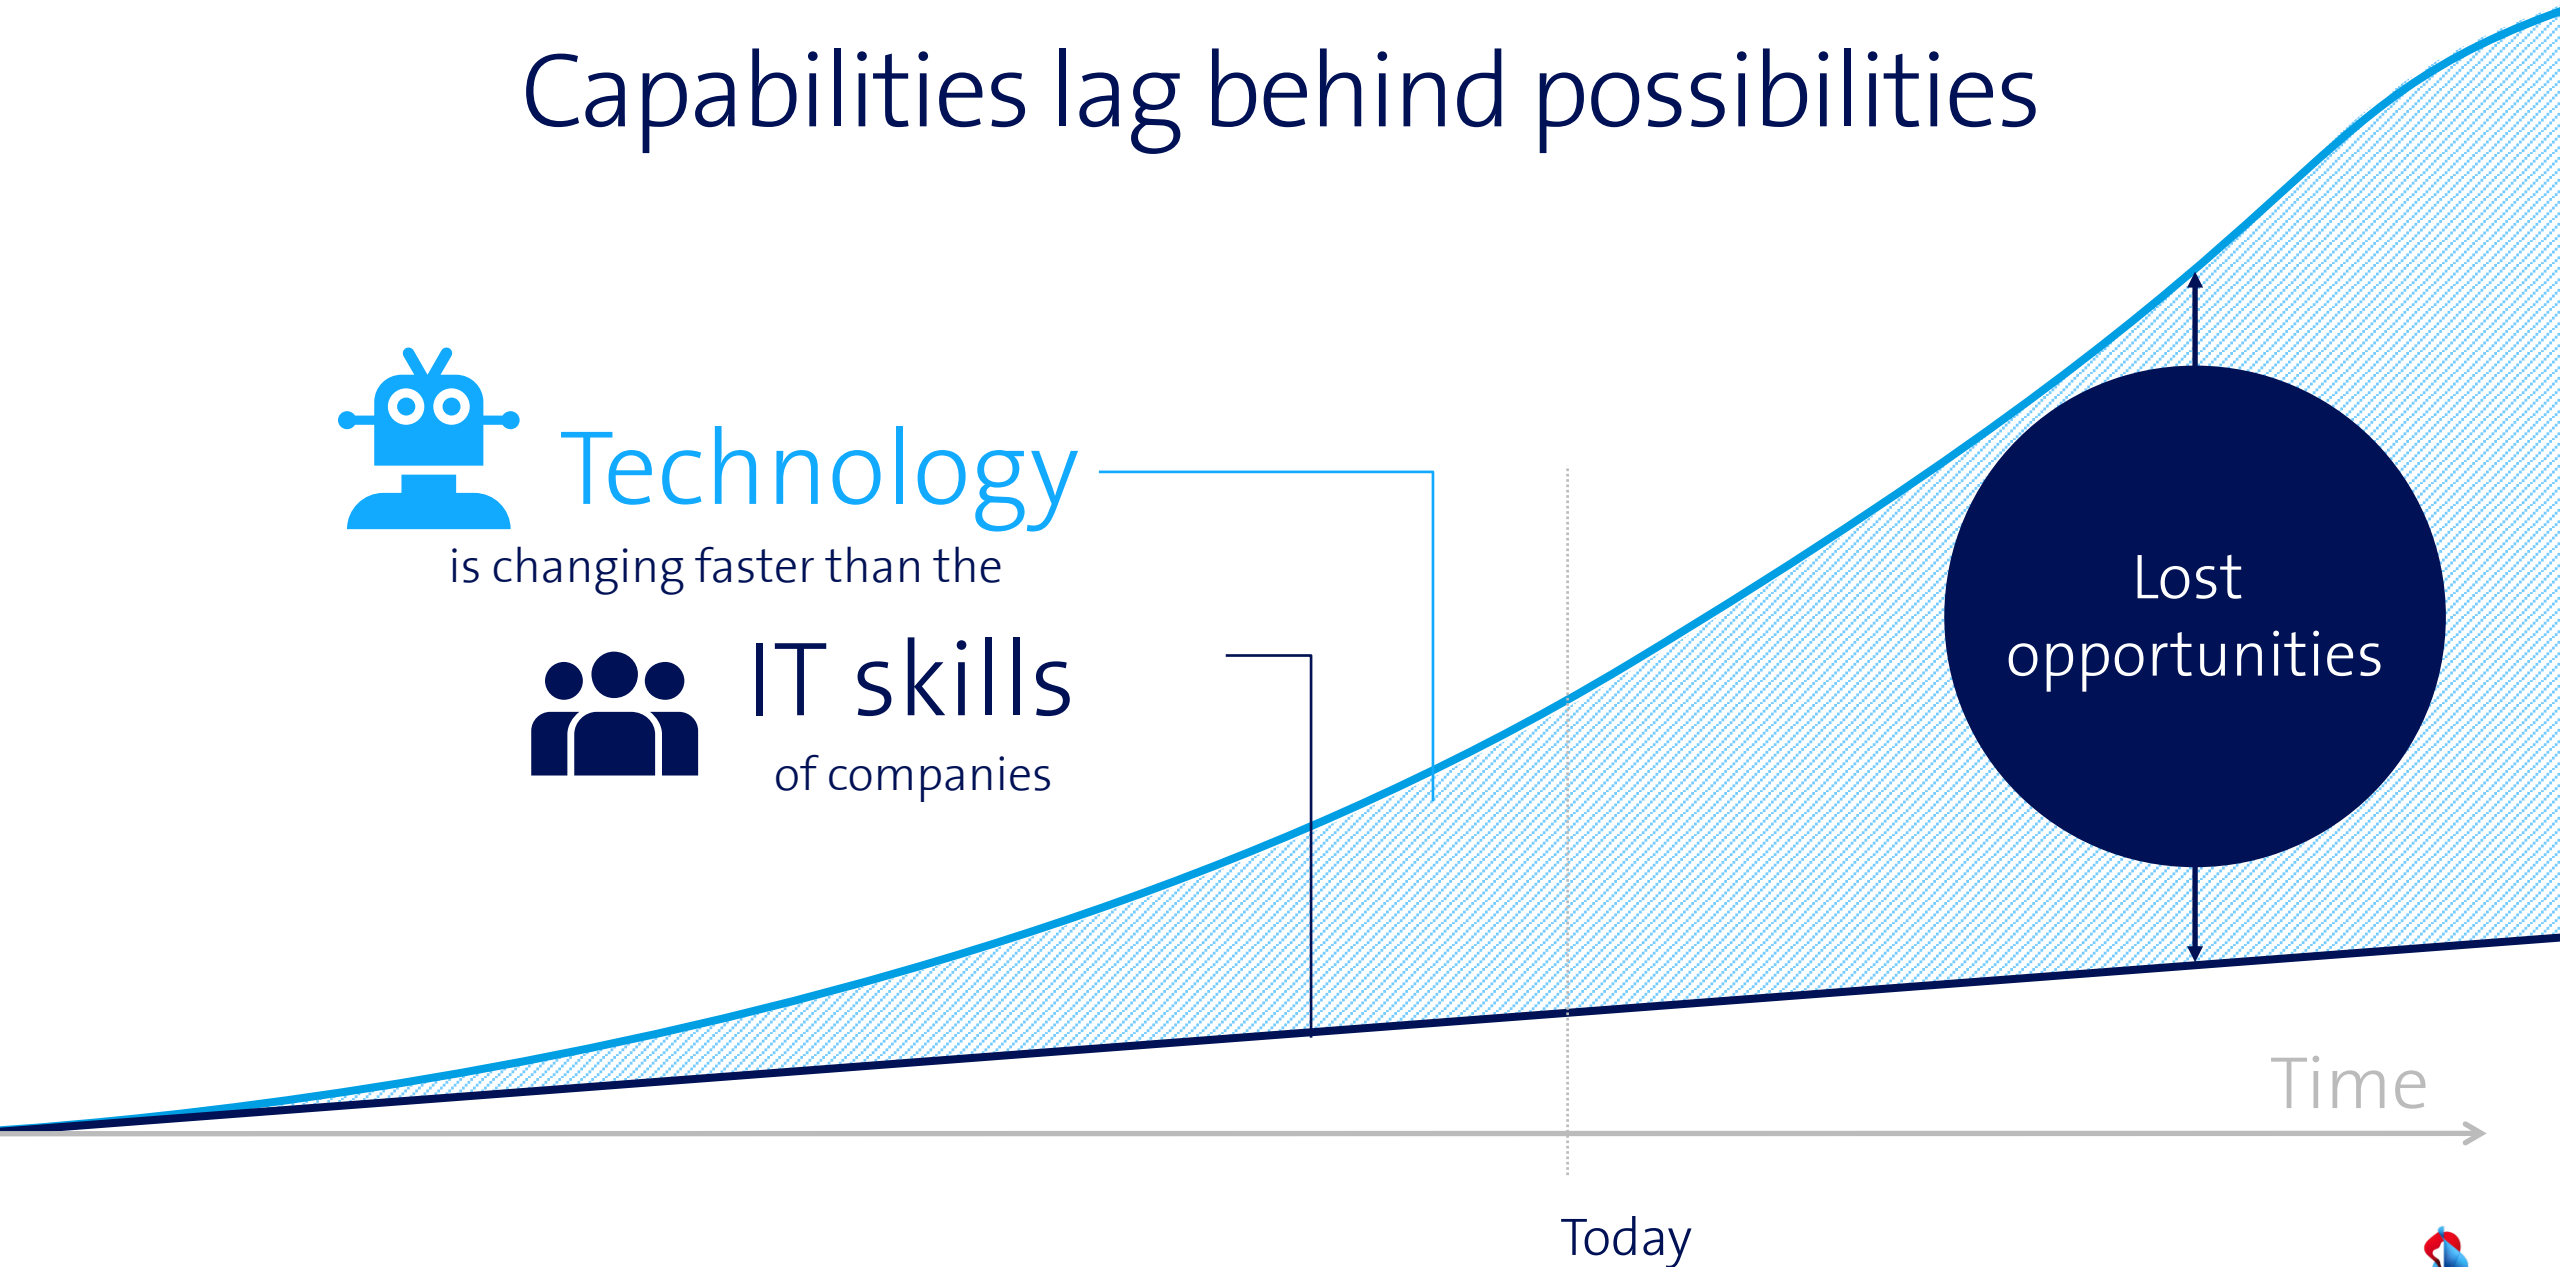 Capabilities lag behind possibilities
Technology
is changing faster than the
IT skills
of companies
Lost
opportunities
Time
Today